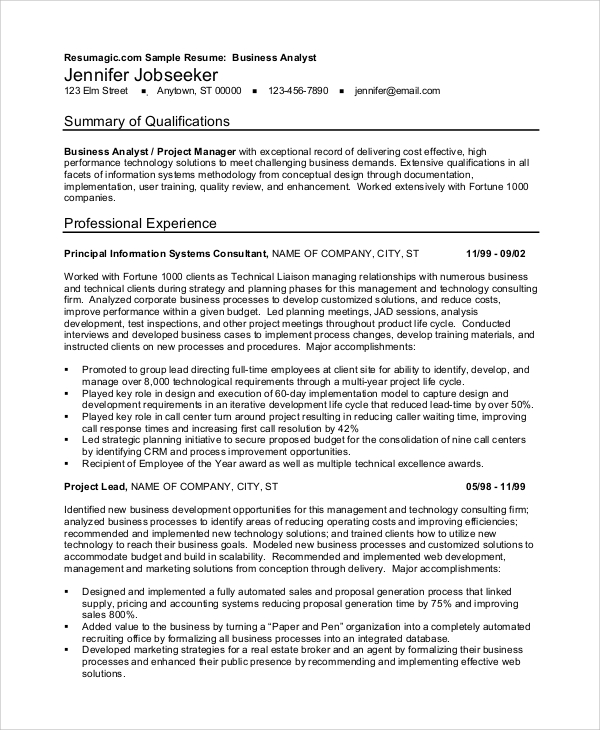 Resumagic.com Sample Resume:  Business Analyst
Jennifer Jobseeker
123 Elm Street ▪ Anytown, ST 00000 ▪ 123-456-7890 ▪ jennifer@email.com
Summary of Qualifications
Business Analyst / Project Manager with exceptional record of delivering cost effective, high
performance technology solutions to meet challenging business demands. Extensive qualifications in all
facets of information systems methodology from conceptual design through documentation,
implementation, user training, quality review, and enhancement.  Worked extensively with Fortune 1000
companies.
Professional Experience
Principal Information Systems Consultant, NAME OF COMPANY, CITY, ST 11/99 - 09/02
Worked with Fortune 1000 clients as Technical Liaison managing relationships with numerous business
and technical clients during strategy and planning phases for this management and technology consulting
firm.  Analyzed corporate business processes to develop customized solutions, and reduce costs,
improve performance within a given budget.  Led planning meetings, JAD sessions, analysis
development, test inspections, and other project meetings throughout product life cycle.  Conducted
interviews and developed business cases to implement process changes, develop training materials, and
instructed clients on new processes and procedures.  Major accomplishments:
▪ Promoted to group lead directing full-time employees at client site for ability to identify, develop, and
manage over 8,000 technological requirements through a multi-year project life cycle.
▪ Played key role in design and execution of 60-day implementation model to capture design and
development requirements in an iterative development life cycle that reduced lead-time by over 50%.
▪ Played key role in call center turn around project resulting in reducing caller waiting time, improving
call response times and increasing first call resolution by 42%
▪ Led strategic planning initiative to secure proposed budget for the consolidation of nine call centers
by identifying CRM and process improvement opportunities.
▪ Recipient of Employee of the Year award as well as multiple technical excellence awards.
Project Lead, NAME OF COMPANY, CITY, ST 05/98 - 11/99
Identified new business development opportunities for this management and technology consulting firm;
analyzed business processes to identify areas of reducing operating costs and improving efficiencies;
recommended and implemented new technology solutions; and trained clients how to utilize new
technology to reach their business goals.  Modeled new business processes and customized solutions to
accommodate budget and build in scalability.  Recommended and implemented web development,
management and marketing solutions from conception through delivery.  Major accomplishments:
▪ Designed and implemented a fully automated sales and proposal generation process that linked
supply, pricing and accounting systems reducing proposal generation time by 75% and improving
sales 800%.
▪ Added value to the business by turning a “Paper and Pen” organization into a completely automated
recruiting office by formalizing all business processes into an integrated database.
▪ Developed marketing strategies for a real estate broker and an agent by formalizing their business
processes and enhanced their public presence by recommending and implementing effective web
solutions.